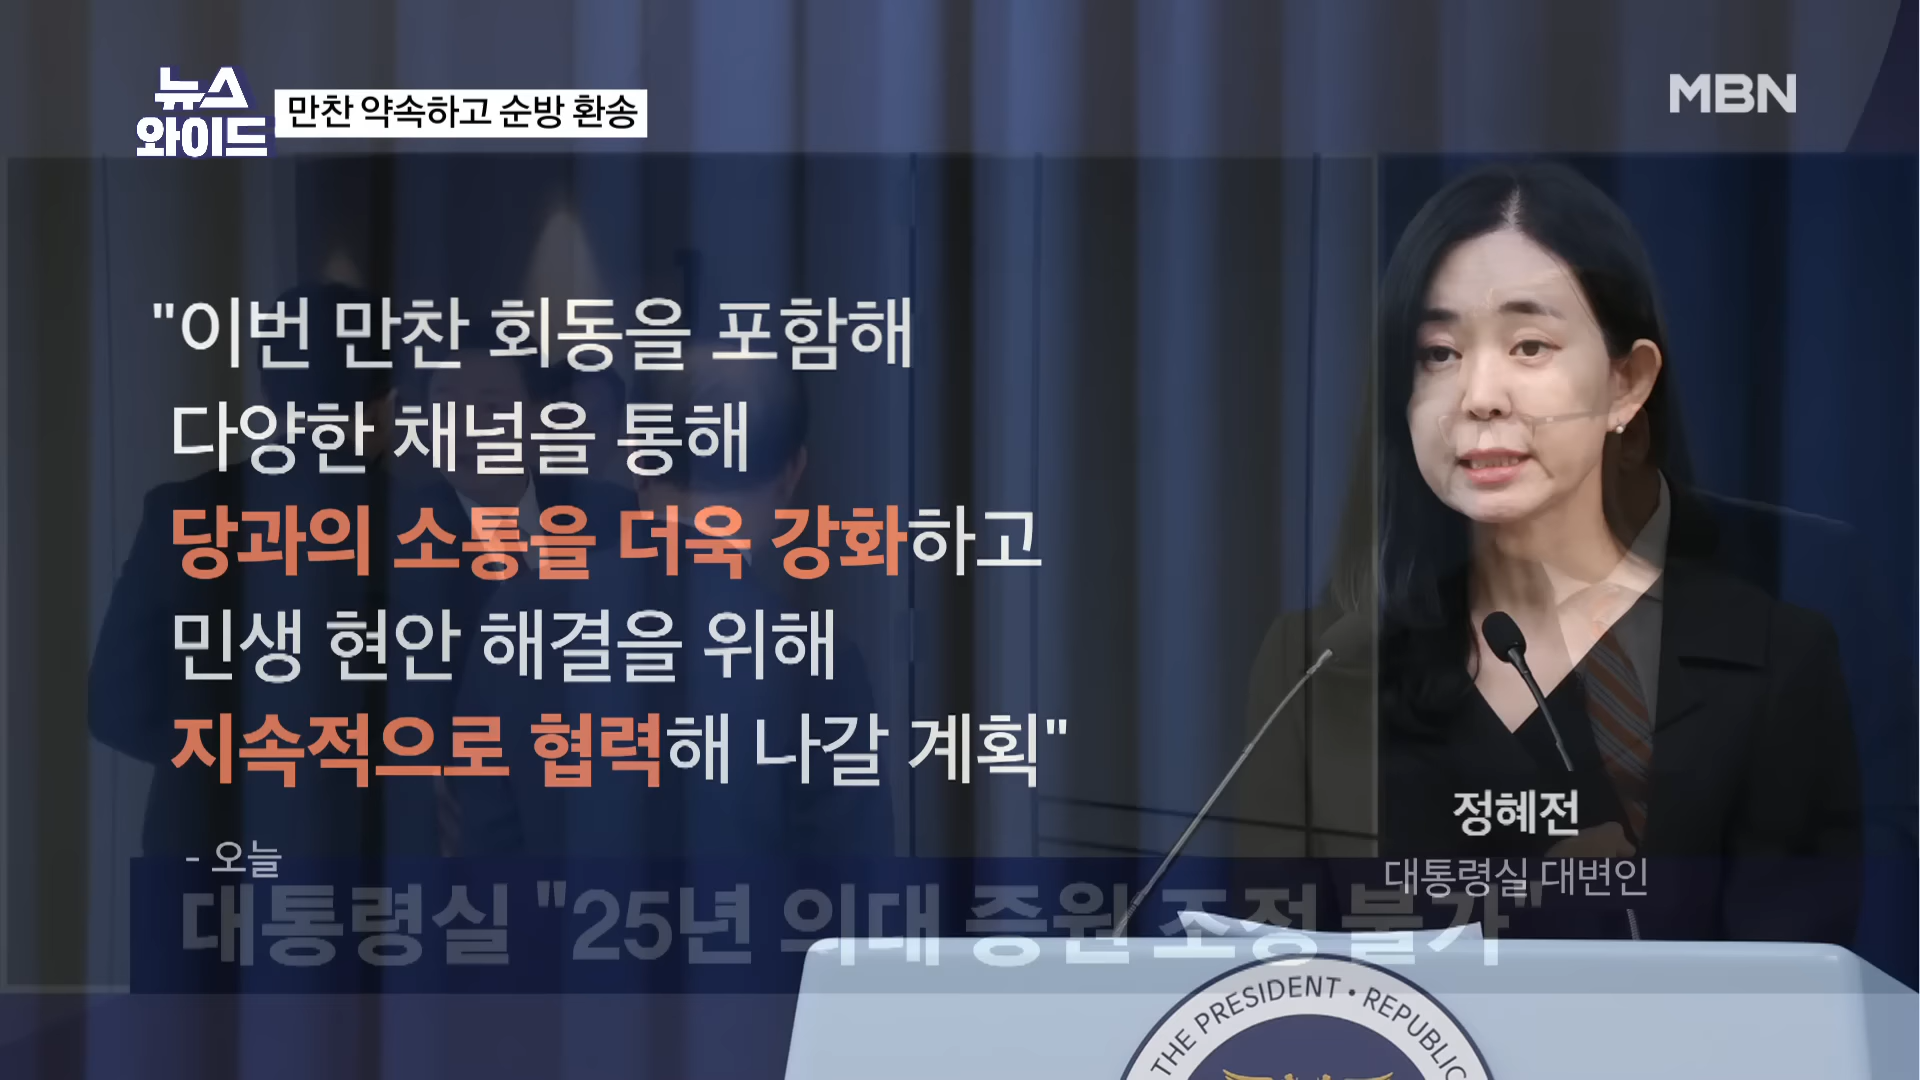 뉴스
와이드
만찬 약속하고 순방 환송
MBN
"이번 만찬 회동을 포함해
다양한 채널을 통해
당과의 소통을 더욱 강화하고
민생 현안 해결을 위해
지속적으로 협력해 나갈 계획"
- 오늘
정혜전
대통령실 대변인
대통령실 "25년 의대 증원 조정 불가"
THE PRESIDENT • REPUBLIC